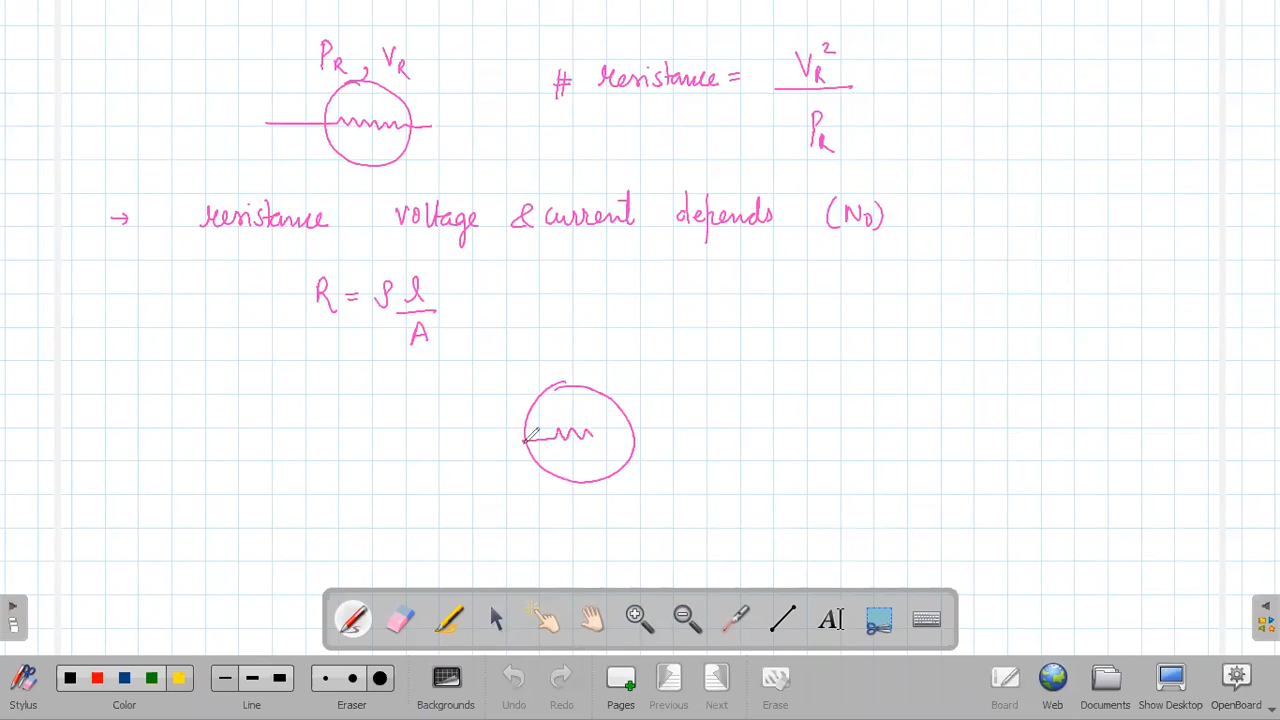 P_R , V_R
# resistance = V_R^2 / P_R
→ resistance voltage & current depends (NO)
R = ρ l / A
Stylus
Color
Line
Eraser
Backgrounds
Undo
Redo
Pages
Previous
Next
Erase
Board
Web
Documents
Show Desktop
OpenBoard